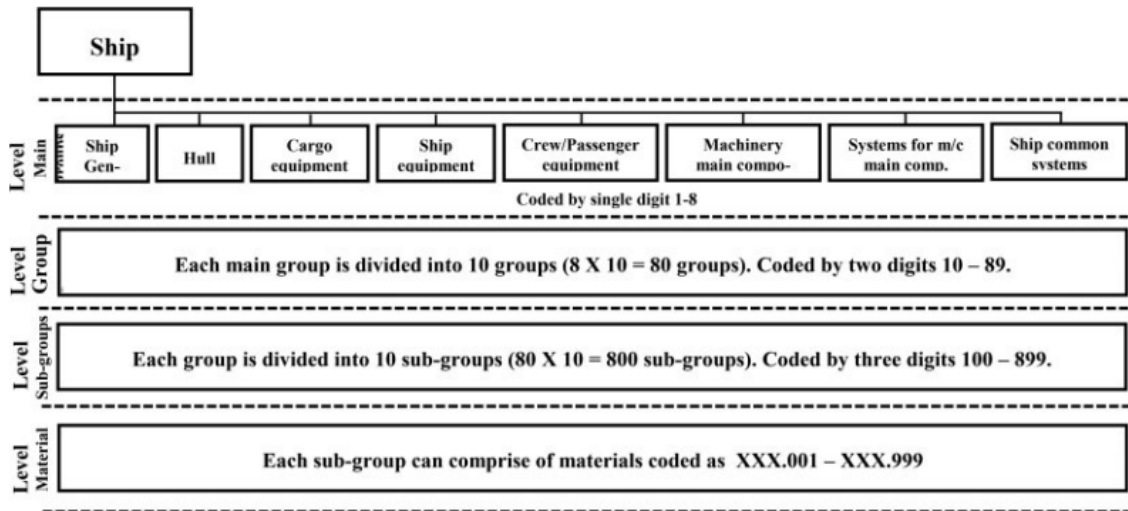 Ship
Level
Main
Ship
Gen-
Hull
Cargo
equipment
Ship
equipment
Crew/Passenger
equipment
Machinery
main compo-
Systems for m/c
main comp.
Ship common
systems
Coded by single digit 1-8
Level
Group
Each main group is divided into 10 groups (8 X 10 = 80 groups). Coded by two digits 10 – 89.
Level
Sub-groups
Each group is divided into 10 sub-groups (80 X 10 = 800 sub-groups). Coded by three digits 100 – 899.
Level
Material
Each sub-group can comprise of materials coded as XXX.001 – XXX.999